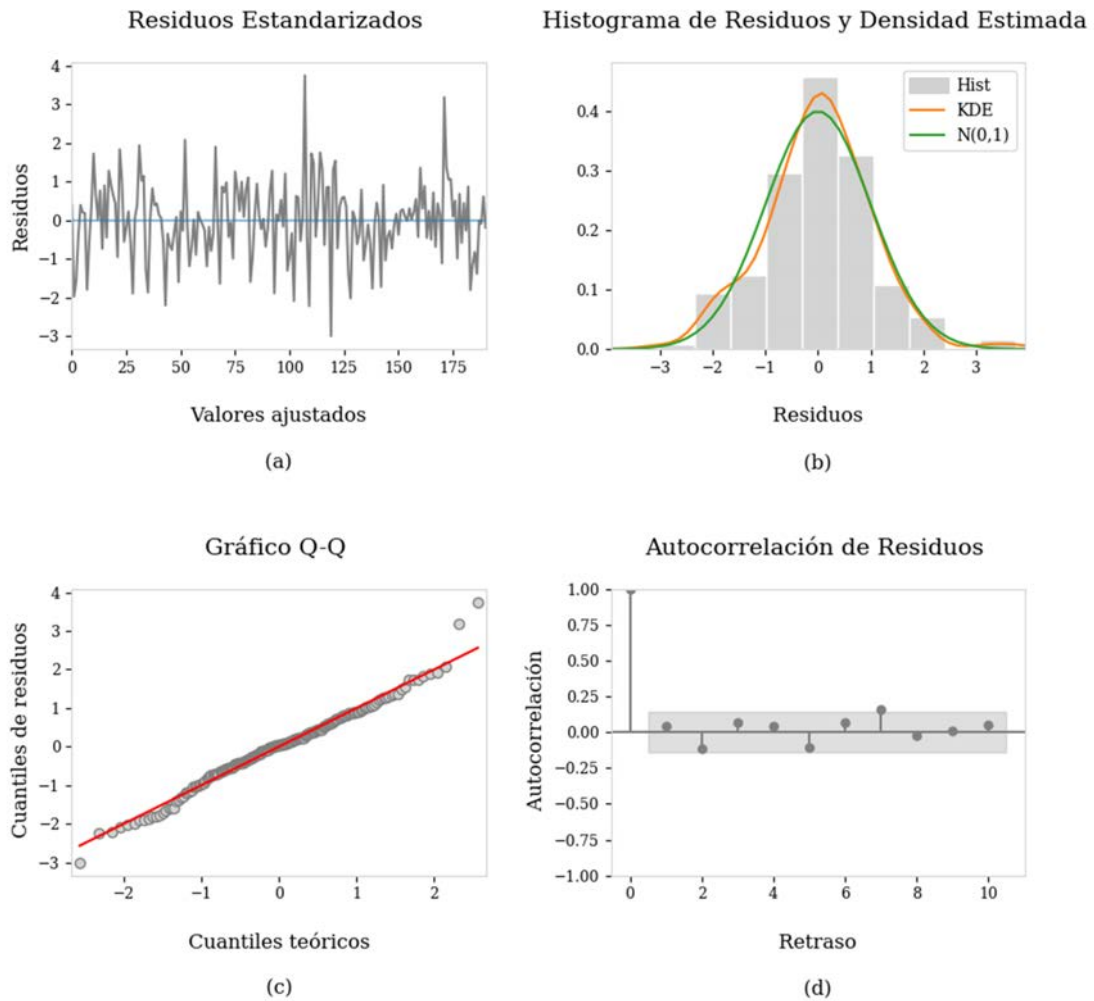 Residuos Estandarizados
4
3
2
1
0
−1
−2
−3
Residuos
0 25 50 75 100 125 150 175
Valores ajustados
(a)
Histograma de Residuos y Densidad Estimada
Hist
KDE
N(0,1)
0.4
0.3
0.2
0.1
0.0
−3 −2 −1 0 1 2 3
Residuos
(b)
Gráfico Q-Q
4
3
2
1
0
−1
−2
−3
Cuantiles de residuos
−2 −1 0 1 2
Cuantiles teóricos
(c)
Autocorrelación de Residuos
1.00
0.75
0.50
0.25
0.00
−0.25
−0.50
−0.75
−1.00
Autocorrelación
0 2 4 6 8 10
Retraso
(d)